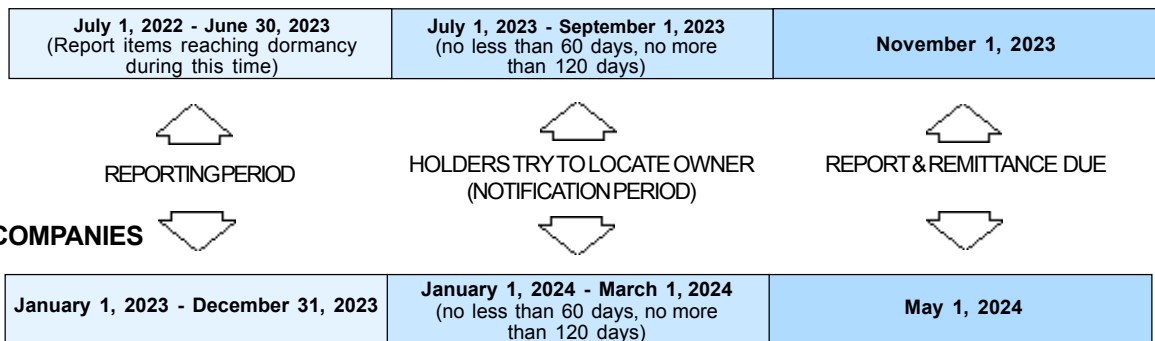 July 1, 2022 - June 30, 2023
(Report items reaching dormancy
during this time)
July 1, 2023 - September 1, 2023
(no less than 60 days, no more
than 120 days)
November 1, 2023
REPORTING PERIOD
HOLDERS TRY TO LOCATE OWNER
(NOTIFICATION PERIOD)
REPORT & REMITTANCE DUE
COMPANIES
January 1, 2023 - December 31, 2023
January 1, 2024 - March 1, 2024
(no less than 60 days, no more
than 120 days)
May 1, 2024